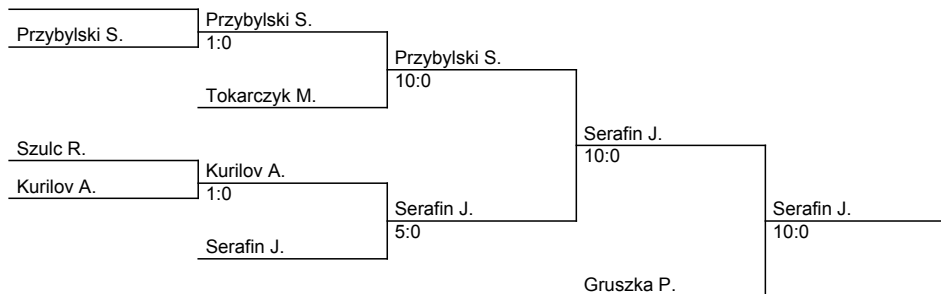 Przybylski S.
Przybylski S.
1:0
Przybylski S.
10:0
Tokarczyk M.
Serafin J.
10:0
Szulc R.
Kurilov A.
Kurilov A.
1:0
Serafin J.
5:0
Serafin J.
10:0
Serafin J.
Gruszka P.